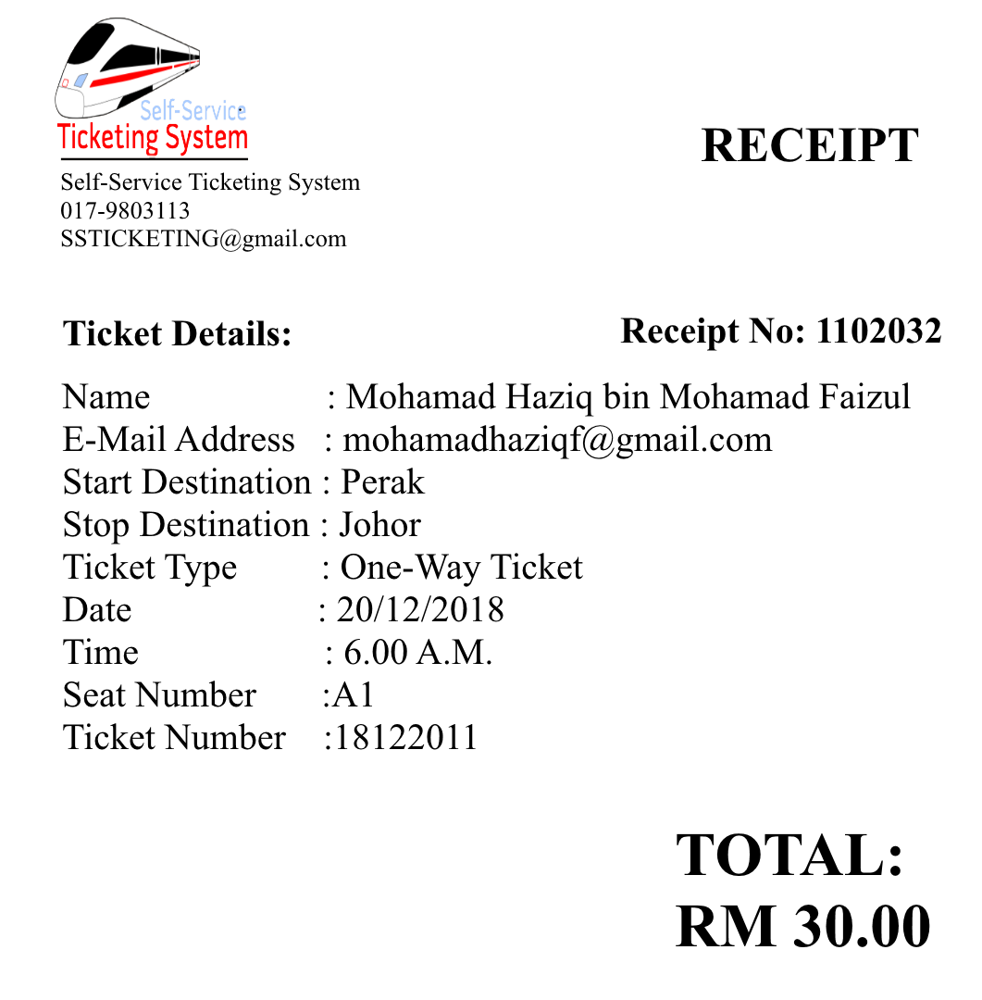 Self-Service
Ticketing System
RECEIPT
Self-Service Ticketing System
017-9803113
SSTICKETING@gmail.com
Ticket Details:
Receipt No: 1102032
Name : Mohamad Haziq bin Mohamad Faizul
E-Mail Address : mohamadhaziqf@gmail.com
Start Destination : Perak
Stop Destination : Johor
Ticket Type : One-Way Ticket
Date : 20/12/2018
Time : 6.00 A.M.
Seat Number :A1
Ticket Number :18122011
TOTAL:
RM 30.00